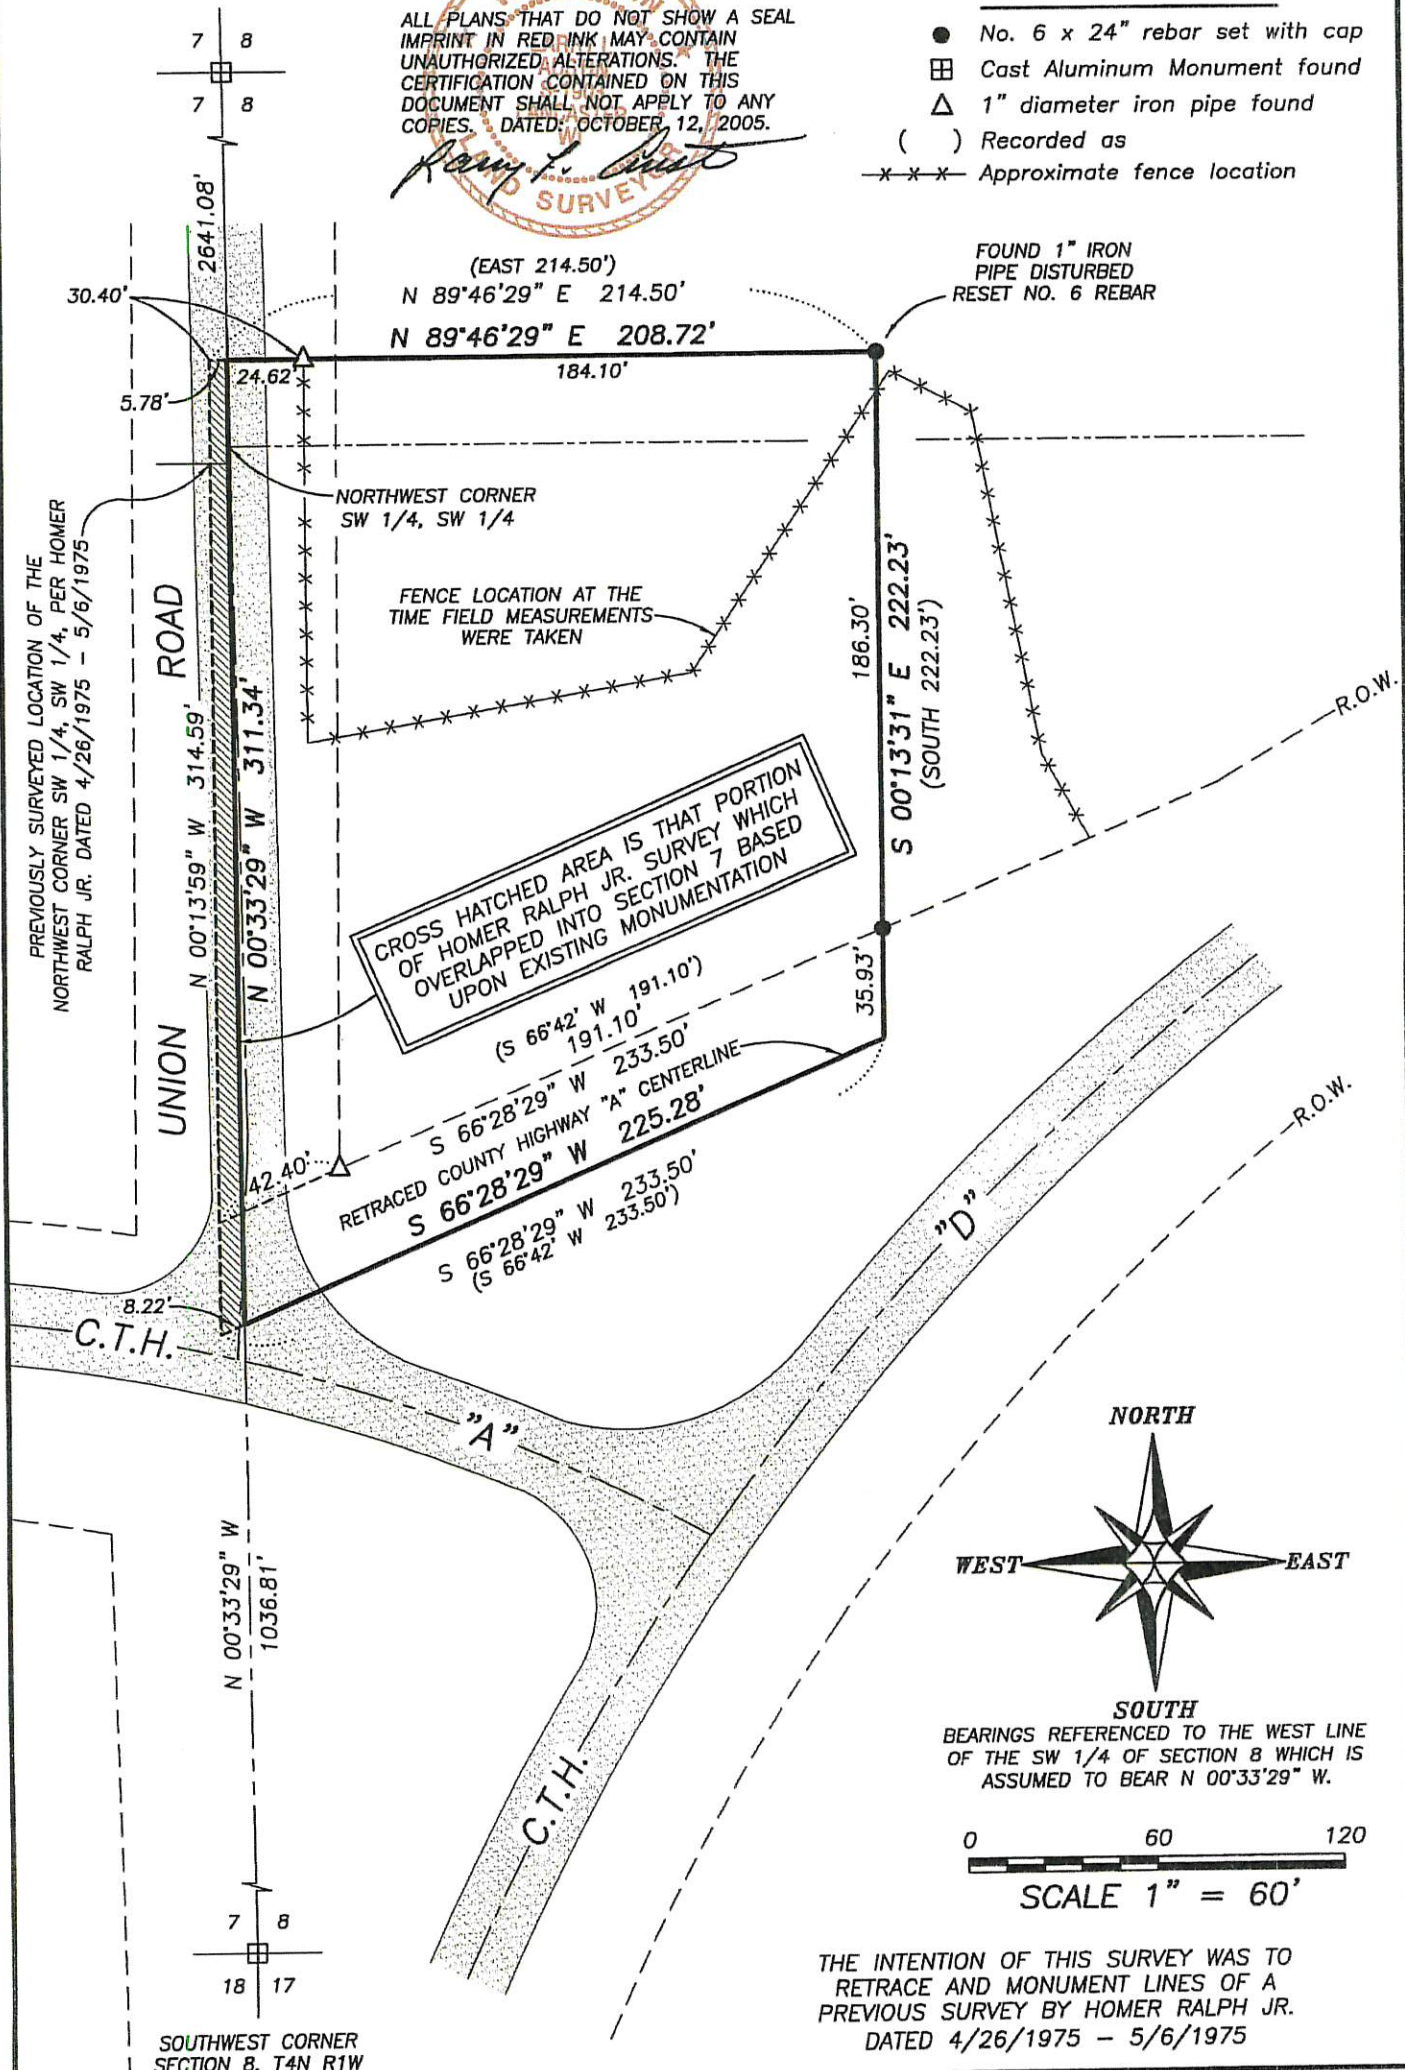 ALL PLANS THAT DO NOT SHOW A SEAL
IMPRINT IN RED INK MAY CONTAIN
UNAUTHORIZED ALTERATIONS. THE
CERTIFICATION CONTAINED ON THIS
DOCUMENT SHALL NOT APPLY TO ANY
COPIES. DATED: OCTOBER 12, 2005.
AUSTIN
LANCASTER
WI
LAND SURVEYOR
No. 6 x 24" rebar set with cap
Cast Aluminum Monument found
1" diameter iron pipe found
( ) Recorded as
Approximate fence location
7 8
7 8
2641.08'
30.40'
(EAST 214.50')
N 89°46'29" E 214.50'
N 89°46'29" E 208.72'
184.10'
24.62'
5.78'
FOUND 1" IRON
PIPE DISTURBED
RESET NO. 6 REBAR
NORTHWEST CORNER
SW 1/4, SW 1/4
PREVIOUSLY SURVEYED LOCATION OF THE
NORTHWEST CORNER SW 1/4, SW 1/4, PER HOMER
RALPH JR. DATED 4/26/1975 - 5/6/1975
UNION ROAD
N 00°13'59" W 314.59'
N 00°33'29" W 311.34'
FENCE LOCATION AT THE
TIME FIELD MEASUREMENTS
WERE TAKEN
186.30'
S 00°13'31" E 222.23'
(SOUTH 222.23')
R.O.W.
CROSS HATCHED AREA IS THAT PORTION
OF HOMER RALPH JR. SURVEY WHICH
OVERLAPPED INTO SECTION 7 BASED
UPON EXISTING MONUMENTATION
35.93'
(S 66°42' W 191.10')
191.10'
S 66°28'29" W 233.50'
RETRACED COUNTY HIGHWAY "A" CENTERLINE
S 66°28'29" W 225.28'
S 66°28'29" W 233.50'
(S 66°42' W 233.50')
42.40'
8.22'
R.O.W.
"D"
C.T.H.
"A"
C.T.H.
N 00°33'29" W
1036.81'
NORTH
WEST
EAST
SOUTH
BEARINGS REFERENCED TO THE WEST LINE
OF THE SW 1/4 OF SECTION 8 WHICH IS
ASSUMED TO BEAR N 00°33'29" W.
0 60 120
SCALE 1" = 60'
THE INTENTION OF THIS SURVEY WAS TO
RETRACE AND MONUMENT LINES OF A
PREVIOUS SURVEY BY HOMER RALPH JR.
DATED 4/26/1975 - 5/6/1975
7 8
18 17
SOUTHWEST CORNER
SECTION 8, T4N R1W